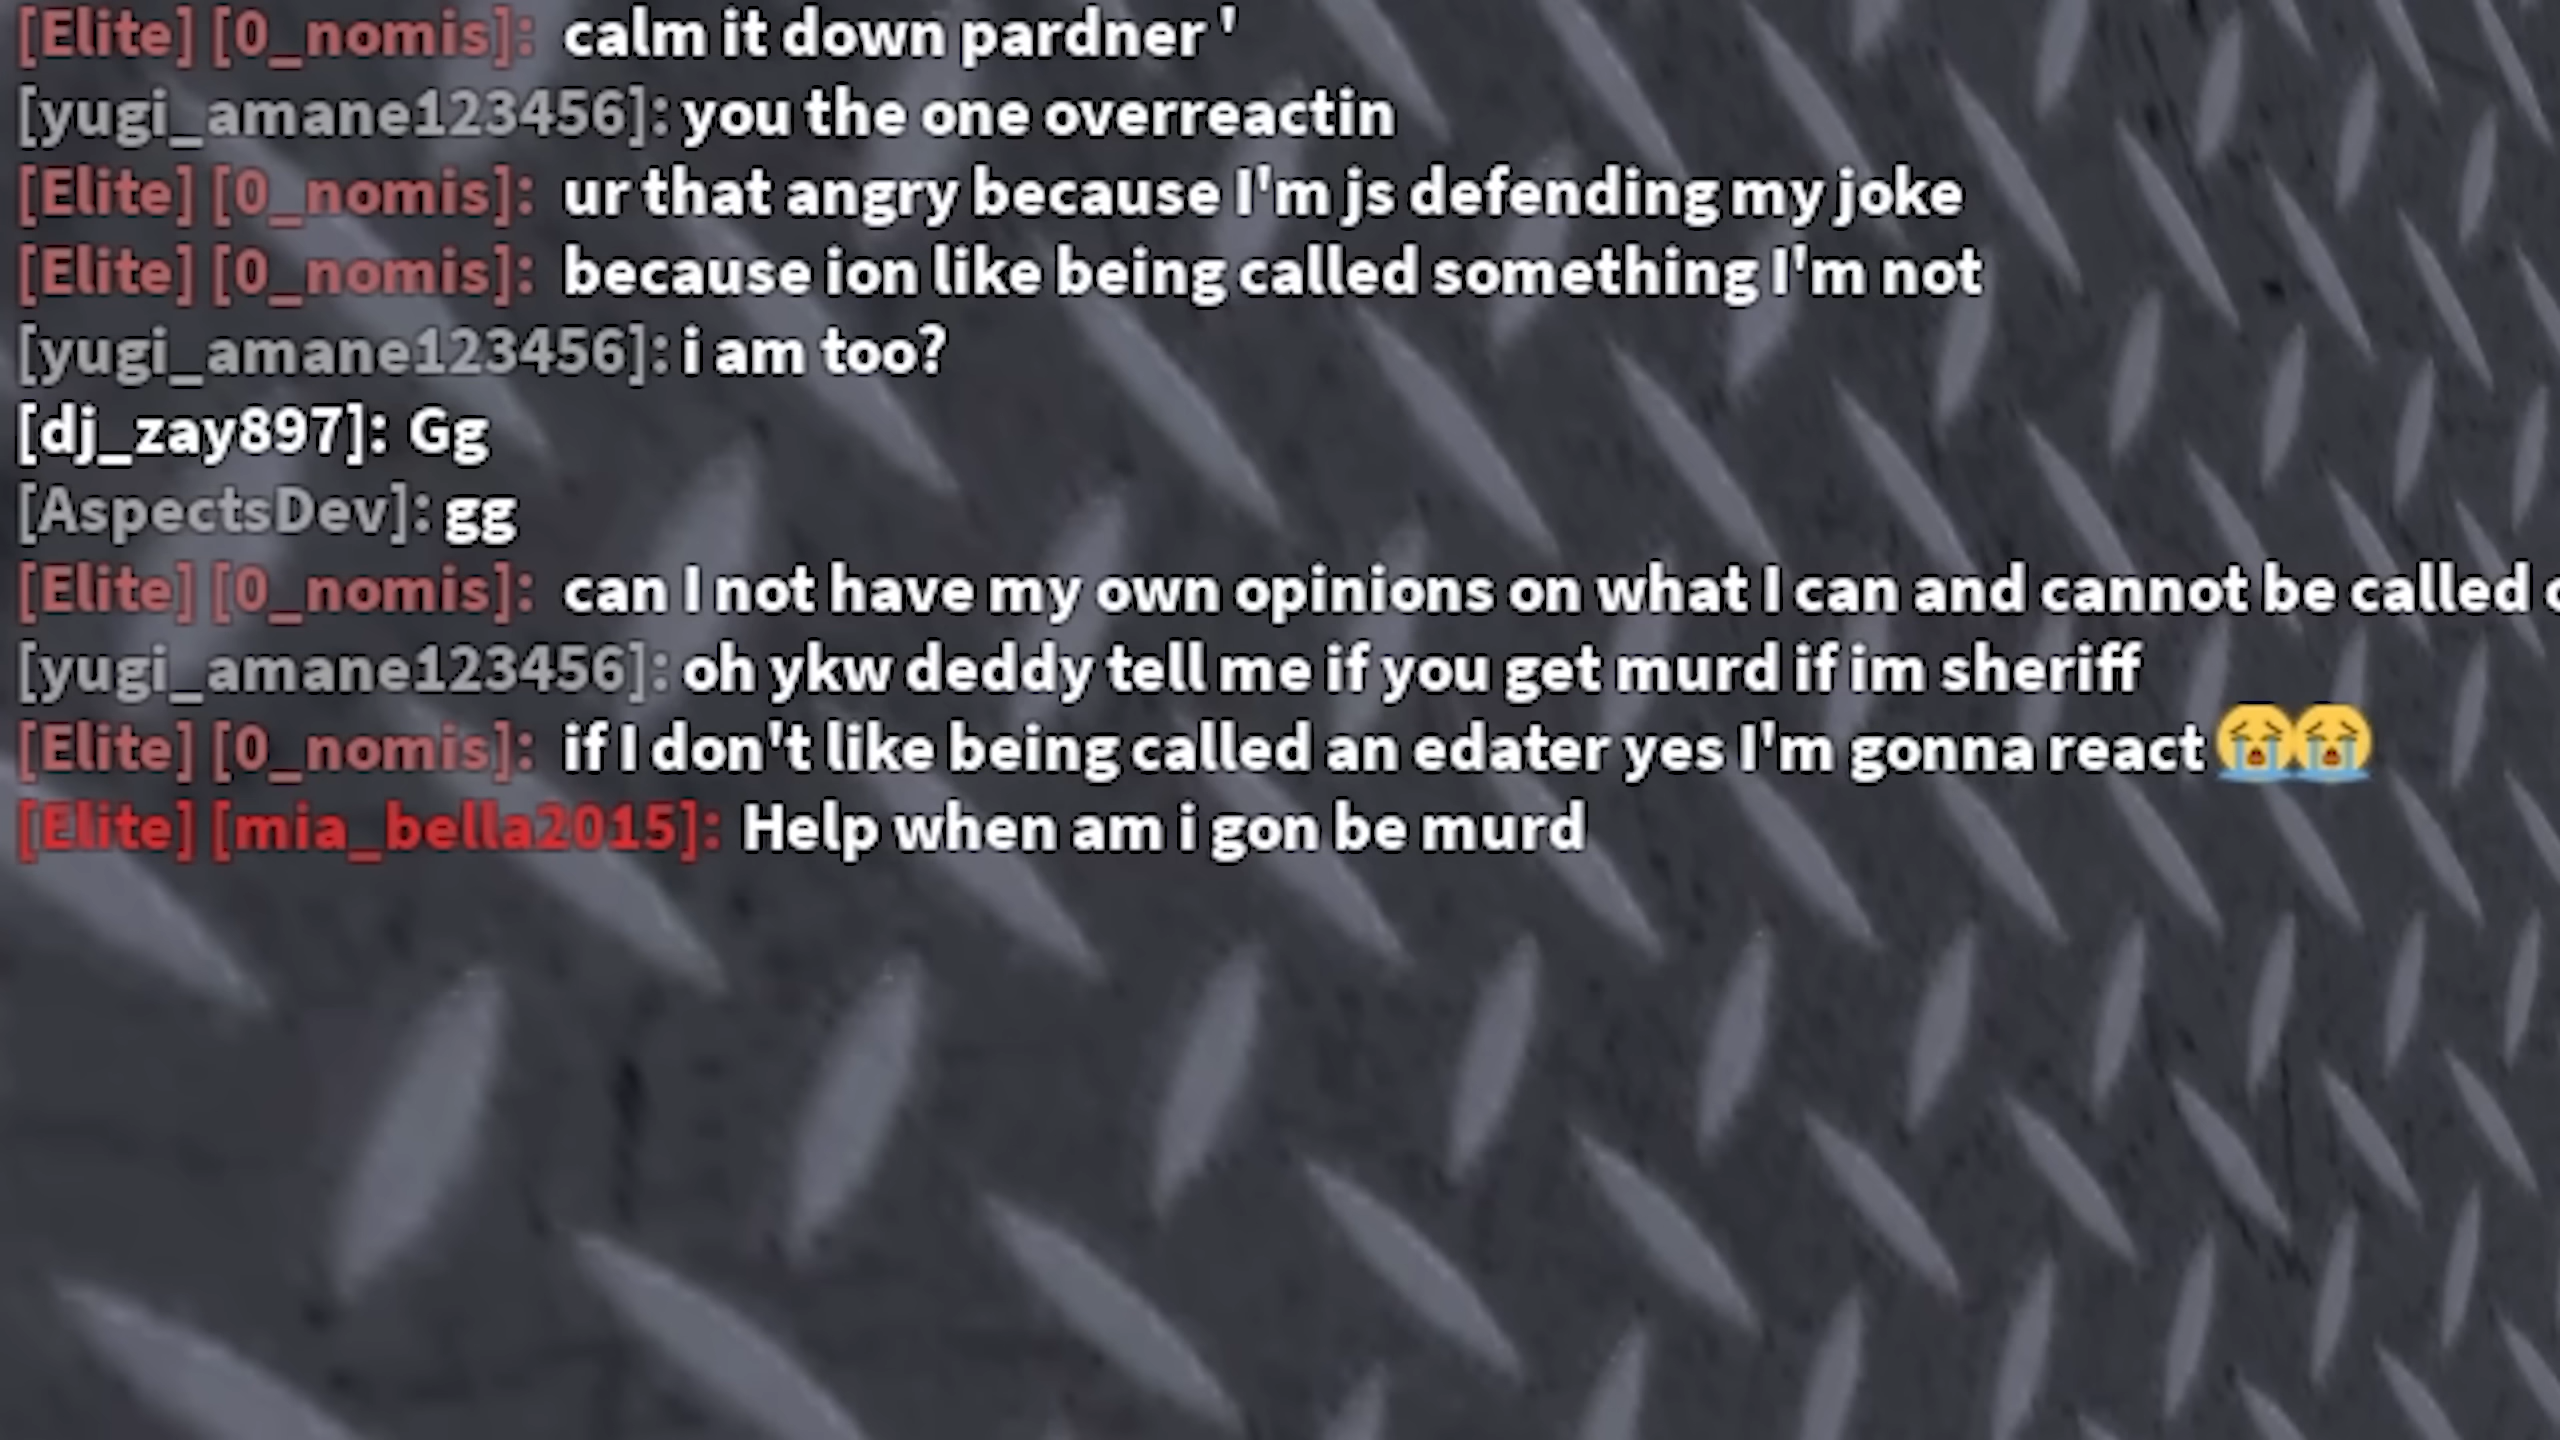 [Elite] [0_nomis]: calm it down pardner '
[yugi_amane123456]: you the one overreactin
[Elite] [0_nomis]: ur that angry because I'm js defending my joke
[Elite] [0_nomis]: because ion like being called something I'm not
[yugi_amane123456]: i am too?
[dj_zay897]: Gg
[AspectsDev]: gg
[Elite] [0_nomis]: can I not have my own opinions on what I can and cannot be called
[yugi_amane123456]: oh ykw deddy tell me if you get murd if im sheriff
[Elite] [0_nomis]: if I don't like being called an edater yes I'm gonna react 😭😭
[Elite] [mia_bella2015]: Help when am i gon be murd